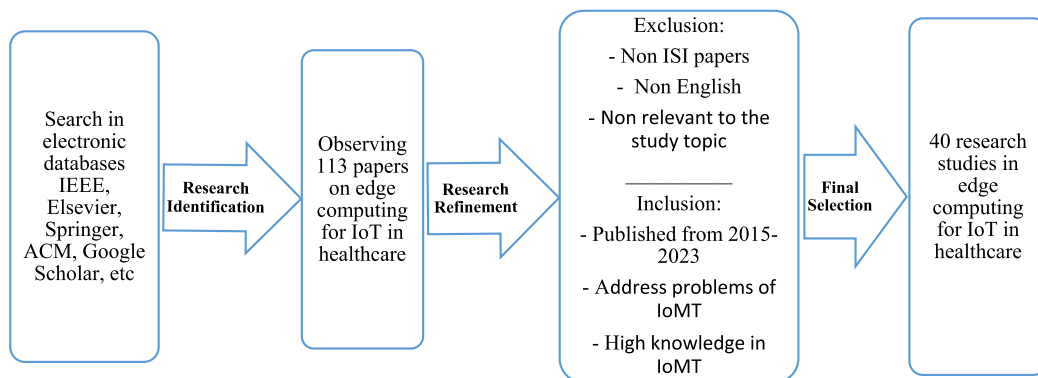 Search in
electronic
databases
IEEE,
Elsevier,
Springer,
ACM, Google
Scholar, etc
Research
Identification
Observing
113 papers
on edge
computing
for IoT in
healthcare
Research
Refinement
Exclusion:
- Non ISI papers
- Non English
- Non relevant to the
study topic
Inclusion:
- Published from 2015-
2023
- Address problems of
IoMT
- High knowledge in
IoMT
Final
Selection
40 research
studies in
edge
computing
for IoT in
healthcare